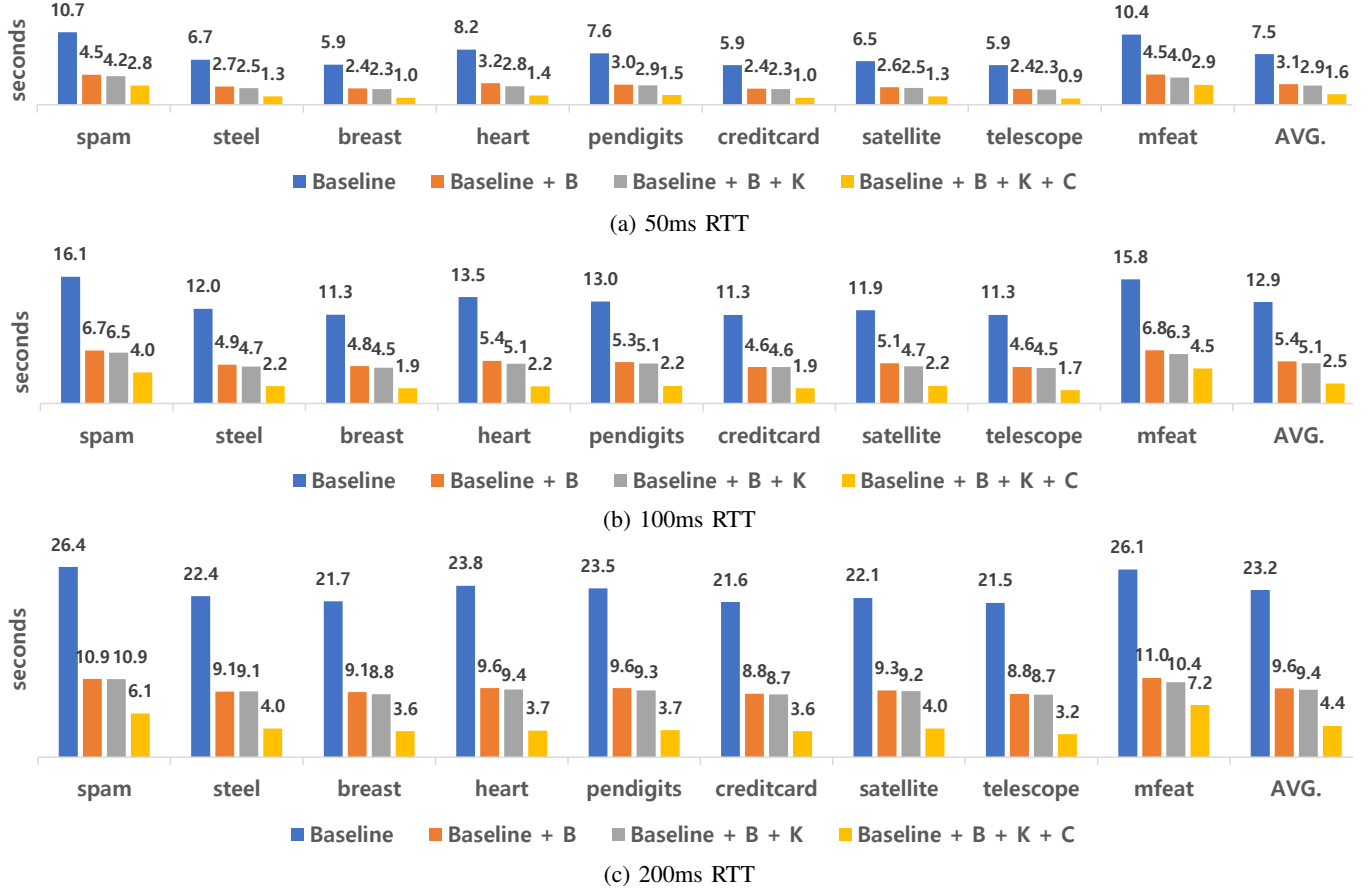 10.7 4.5 4.2 2.8 6.7 2.7 2.5 1.3 5.9 2.4 2.3 1.0 8.2 3.2 2.8 1.4 7.6 3.0 2.9 1.5 5.9 2.4 2.3 1.0 6.5 2.6 2.5 1.3 5.9 2.4 2.3 0.9 10.4 4.5 4.0 2.9 7.5 3.1 2.9 1.6
seconds
spam steel breast heart pendigits creditcard satellite telescope mfeat AVG.
Baseline Baseline + B Baseline + B + K Baseline + B + K + C
(a) 50ms RTT
16.1 6.7 6.5 4.0 12.0 4.9 4.7 2.2 11.3 4.8 4.5 1.9 13.5 5.4 5.1 2.2 13.0 5.3 5.1 2.2 11.3 4.6 4.6 1.9 11.9 5.1 4.7 2.2 11.3 4.6 4.5 1.7 15.8 6.8 6.3 4.5 12.9 5.4 5.1 2.5
seconds
spam steel breast heart pendigits creditcard satellite telescope mfeat AVG.
Baseline Baseline + B Baseline + B + K Baseline + B + K + C
(b) 100ms RTT
26.4 10.9 10.9 6.1 22.4 9.1 9.1 4.0 21.7 9.1 8.8 3.6 23.8 9.6 9.4 3.7 23.5 9.6 9.3 3.7 21.6 8.8 8.7 3.6 22.1 9.3 9.2 4.0 21.5 8.8 8.7 3.2 26.1 11.0 10.4 7.2 23.2 9.6 9.4 4.4
seconds
spam steel breast heart pendigits creditcard satellite telescope mfeat AVG.
Baseline Baseline + B Baseline + B + K Baseline + B + K + C
(c) 200ms RTT